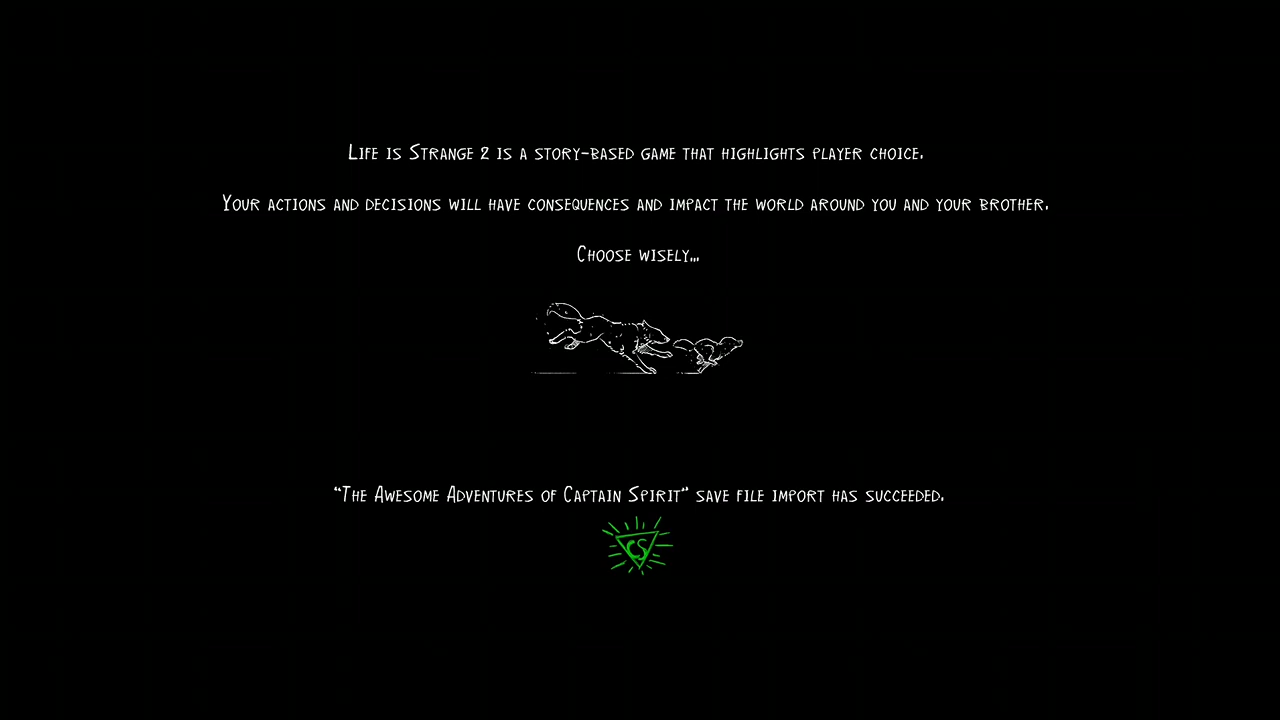 Life is Strange 2 is a story-based game that highlights player choice.
Your actions and decisions will have consequences and impact the world around you and your brother.
Choose wisely...
“The Awesome Adventures of Captain Spirit” save file import has succeeded.
CS